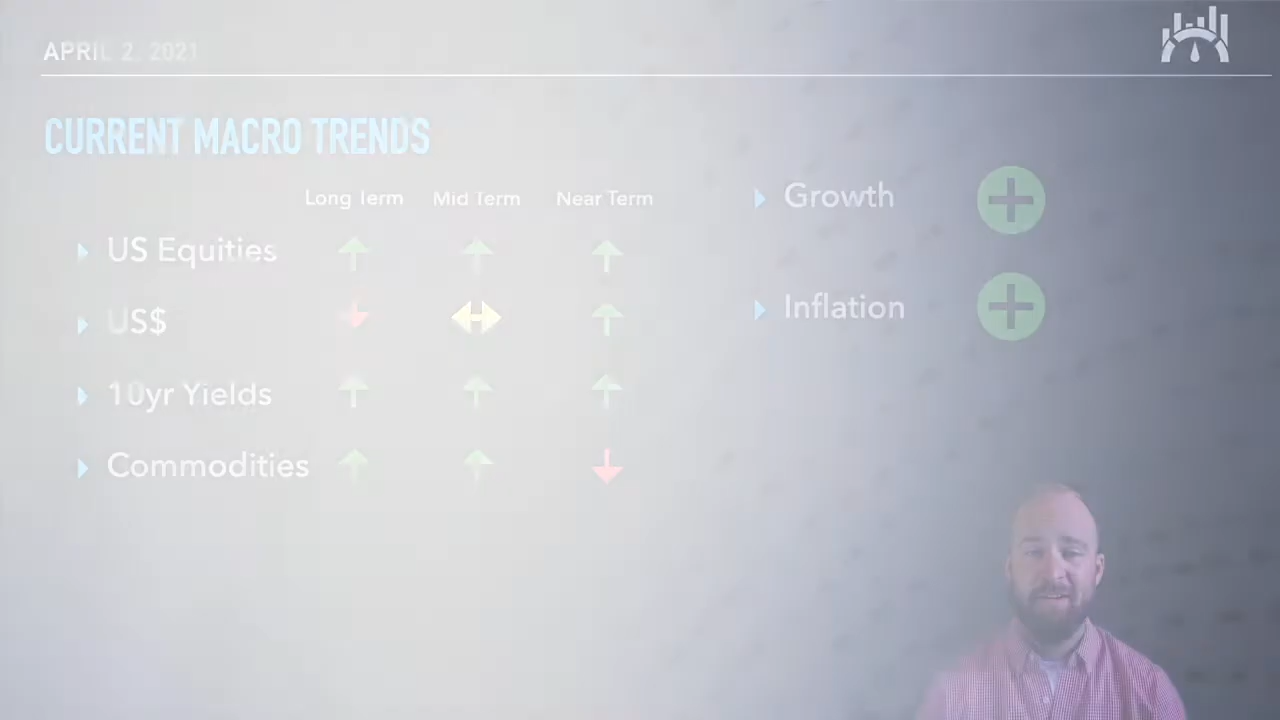 APRIL 2, 2021
CURRENT MACRO TRENDS
Long Term Mid Term Near Term
US Equities
US$
10yr Yields
Commodities
Growth
Inflation